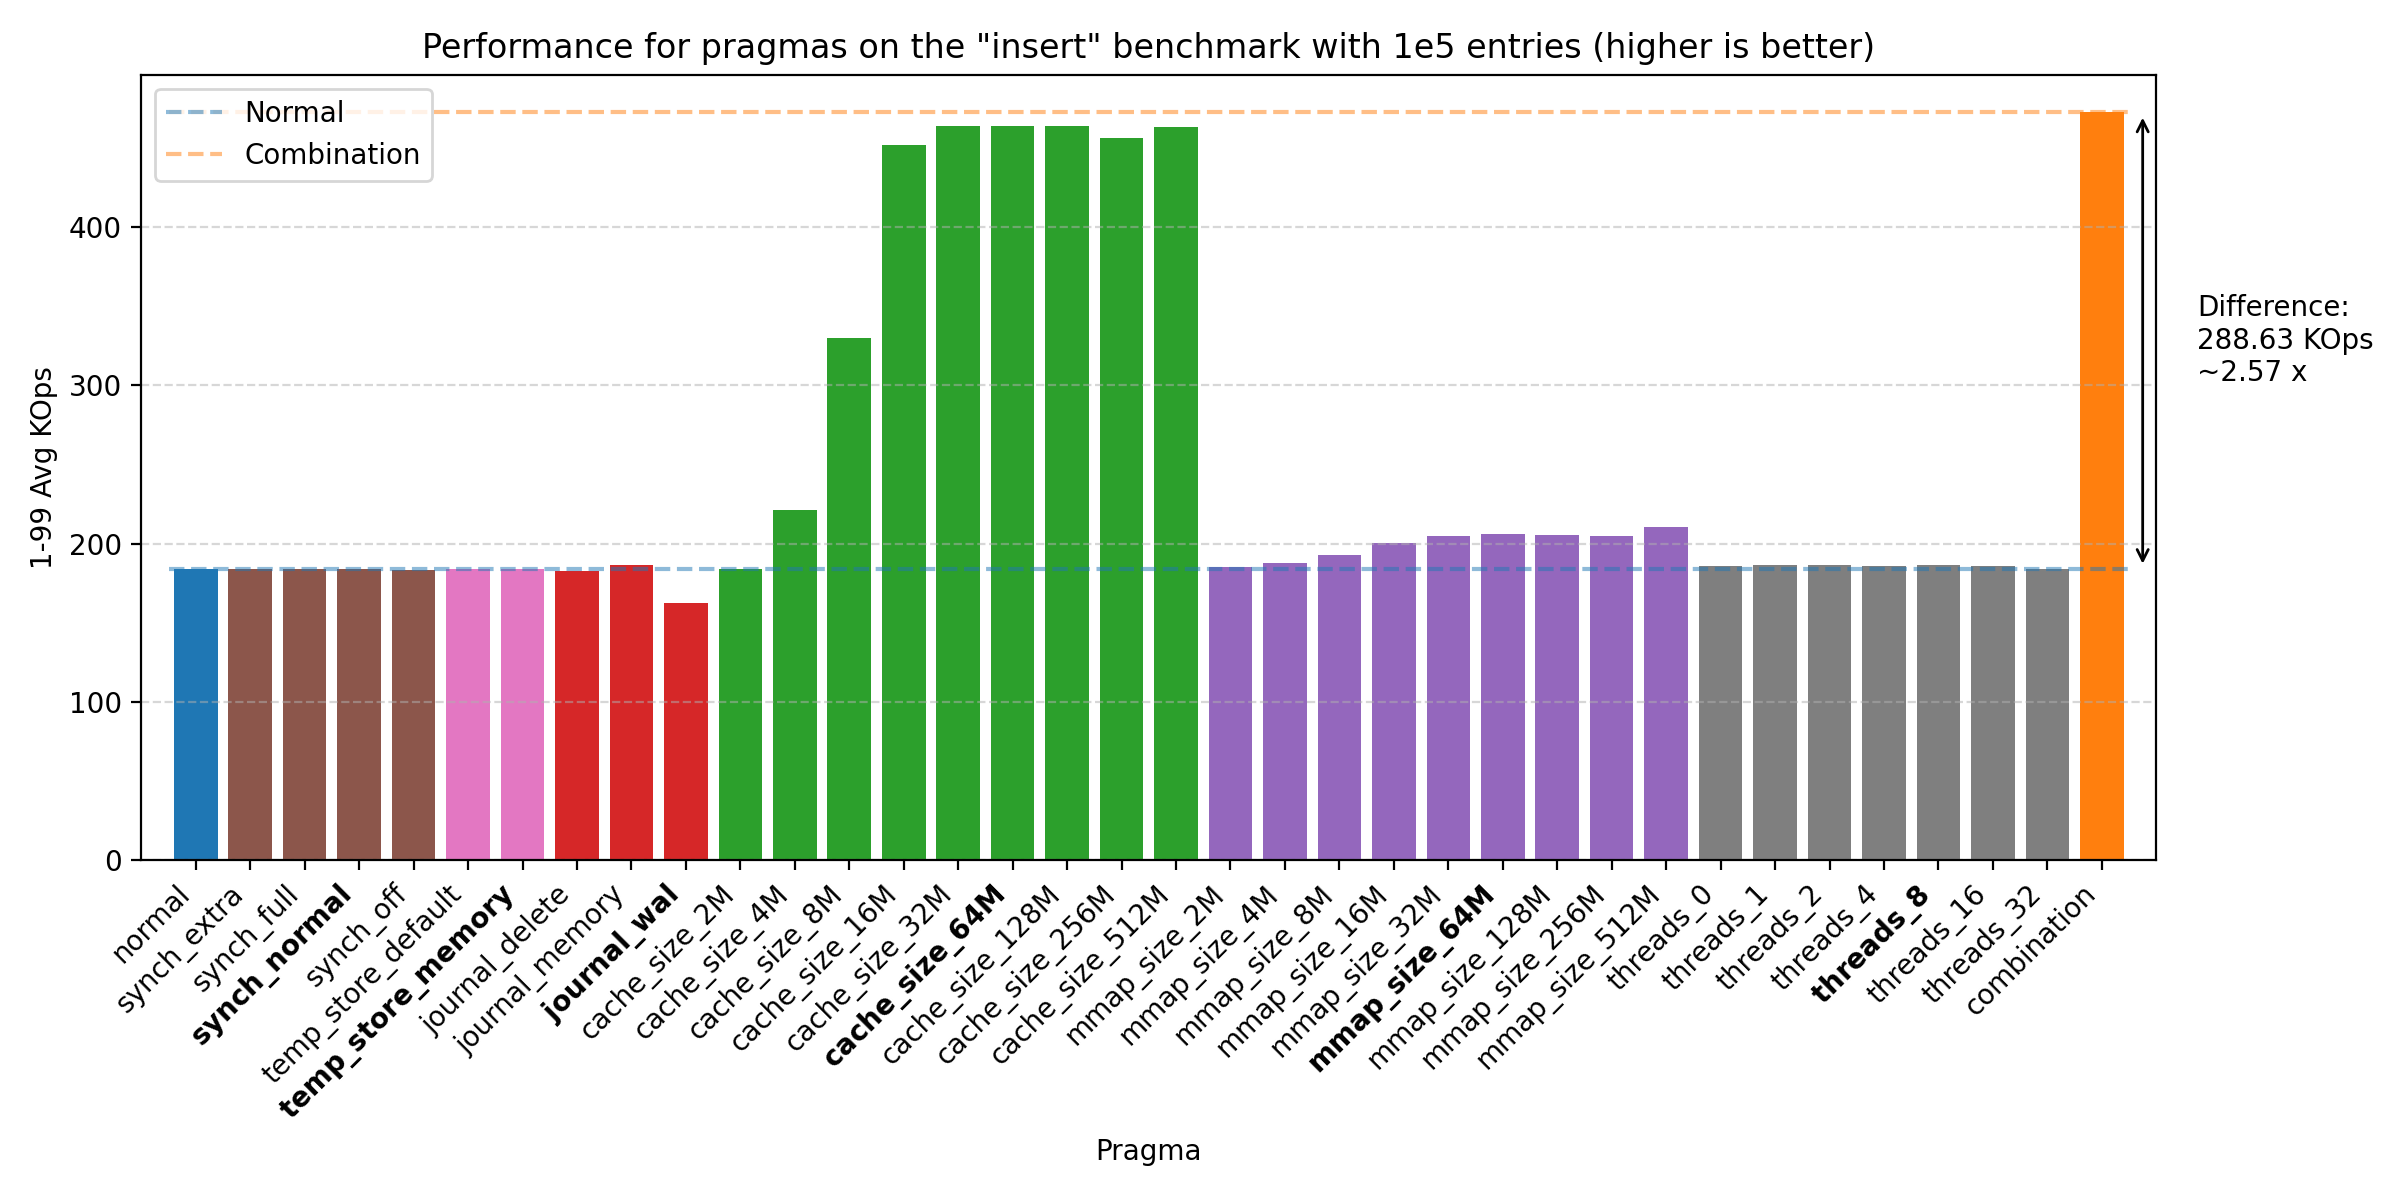 Performance for pragmas on the "insert" benchmark with 1e5 entries (higher is better)
Normal
Combination
400
300
200
100
0
1-99 Avg KOps
Difference:
288.63 KOps
~2.57 x
normal
synch_extra
synch_full
synch_normal
synch_off
temp_store_default
temp_store_memory
journal_delete
journal_memory
journal_wal
cache_size_2M
cache_size_4M
cache_size_8M
cache_size_16M
cache_size_32M
cache_size_64M
cache_size_128M
cache_size_256M
cache_size_512M
mmap_size_2M
mmap_size_4M
mmap_size_8M
mmap_size_16M
mmap_size_32M
mmap_size_64M
mmap_size_128M
mmap_size_256M
mmap_size_512M
threads_0
threads_1
threads_2
threads_4
threads_8
threads_16
threads_32
combination
Pragma